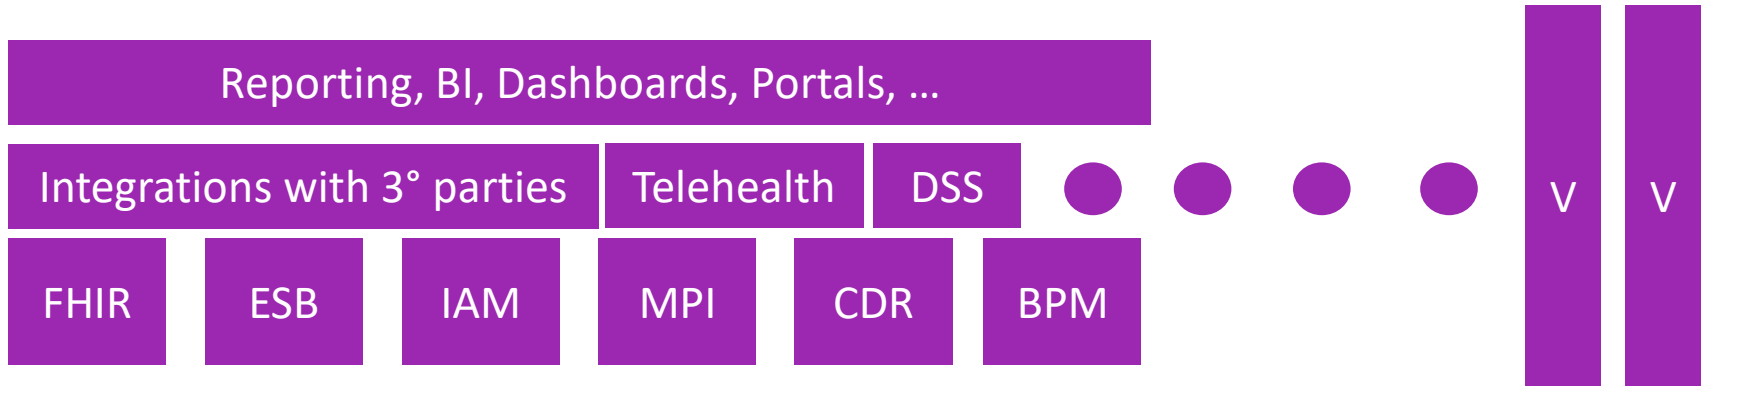 Reporting, BI, Dashboards, Portals, …
Integrations with 3° parties
Telehealth
DSS
V
V
FHIR
ESB
IAM
MPI
CDR
BPM